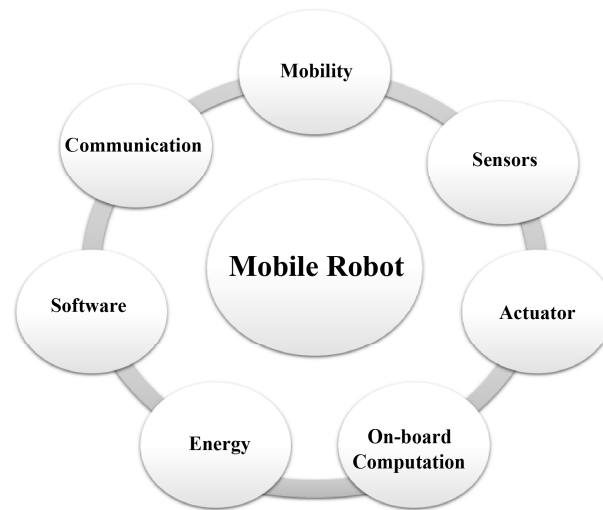 Mobility
Communication
Sensors
Mobile Robot
Software
Actuator
Energy
On-board
Computation